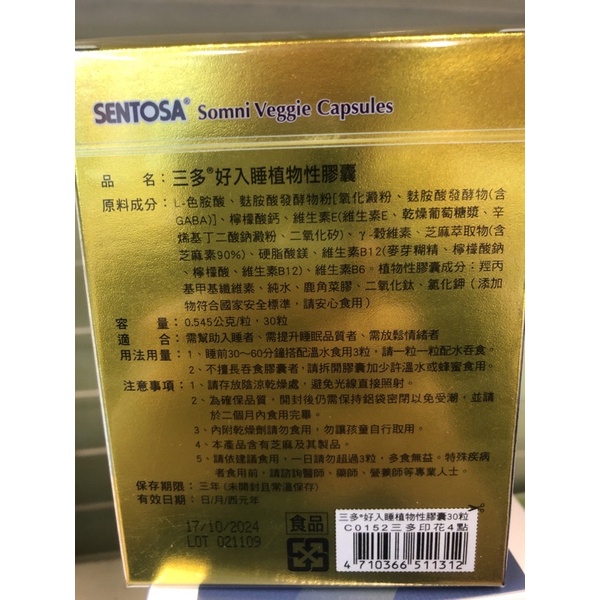 SENTOSA® Somni Veggie Capsules
品 名：三多®好入睡植物性膠囊
原料成分：L-色胺酸、麩胺酸發酵物粉[氧化澱粉、麩胺酸發酵物(含
GABA)]、檸檬酸鈣、維生素E(維生素E、乾燥葡萄糖漿、辛
烯基丁二酸鈉澱粉、二氧化矽)、γ-穀維素、芝麻萃取物(含
芝麻素90%)、硬脂酸鎂、維生素B12(麥芽糊精、檸檬酸鈉
、檸檬酸、維生素B12)、維生素B6。植物性膠囊成分：羥丙
基甲基纖維素、純水、鹿角菜膠、二氧化鈦、氯化鉀（添加
物符合國家安全標準，請安心食用）
容 量：0.545公克/粒，30粒
適 合：需幫助入睡者、需提升睡眠品質者、需放鬆情緒者
用法用量：1、睡前30~60分鐘搭配溫水食用3粒，請一粒一粒配水吞食。
2、不擅長吞食膠囊者，請拆開膠囊加少許溫水或蜂蜜食用。
注意事項：1、請存放陰涼乾燥處，避免光線直接照射。
2、為確保品質，開封後仍需保持鋁袋密閉以免受潮，並請
於二個月內食用完畢。
3、內附乾燥劑請勿食用，勿讓孩童自行取用。
4、本產品含有芝麻及其製品。
5、請依建議食用，一日請勿超過3粒，多食無益。特殊疾病
者食用前，請諮詢醫師、藥師、營養師等專業人士。
保存期限：三年 (未開封且常溫保存)
有效日期：日/月/西元年
17/10/2024
LOT 021109
食品
三多®好入睡植物性膠囊30粒
C0152三多印花4點
4 710366 511312